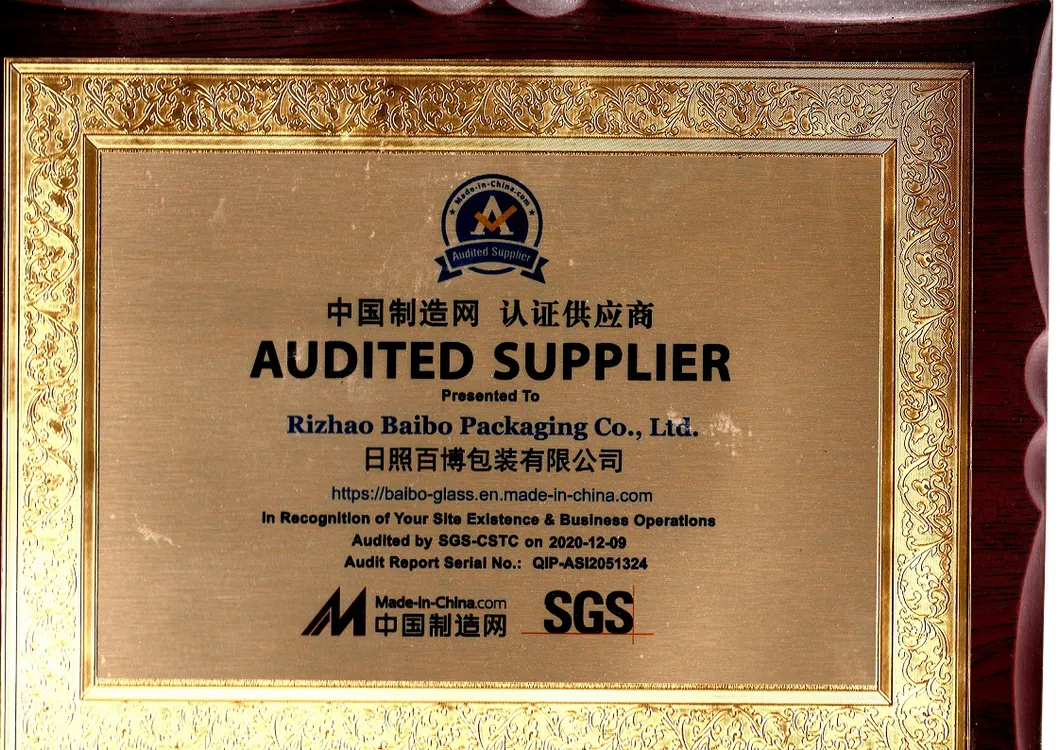 Made-in-China.com
A
Audited Supplier
中国制造网 认证供应商
AUDITED SUPPLIER
Presented To
Rizhao Baibo Packaging Co., Ltd.
日照百博包装有限公司
https://baibo-glass.en.made-in-china.com
In Recognition of Your Site Existence & Business Operations
Audited by SGS-CSTC on 2020-12-09
Audit Report Serial No.: QIP-ASI2051324
Made-in-China.com
中国制造网
SGS